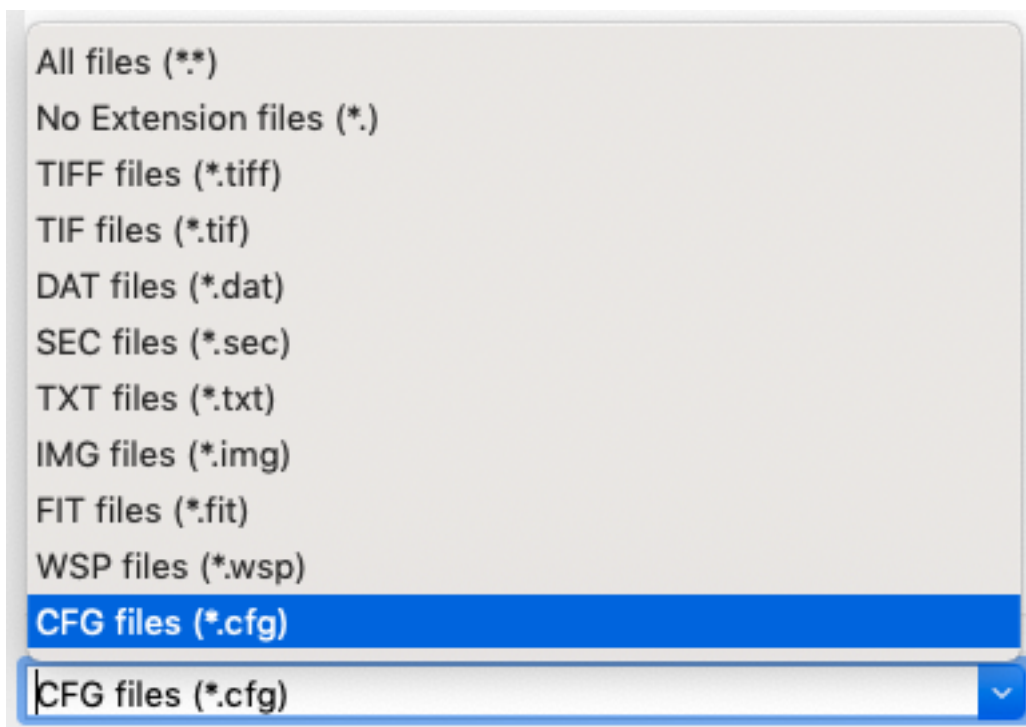 All files (*.*)
No Extension files (*.)
TIFF files (*.tiff)
TIF files (*.tif)
DAT files (*.dat)
SEC files (*.sec)
TXT files (*.txt)
IMG files (*.img)
FIT files (*.fit)
WSP files (*.wsp)
CFG files (*.cfg)
CFG files (*.cfg)